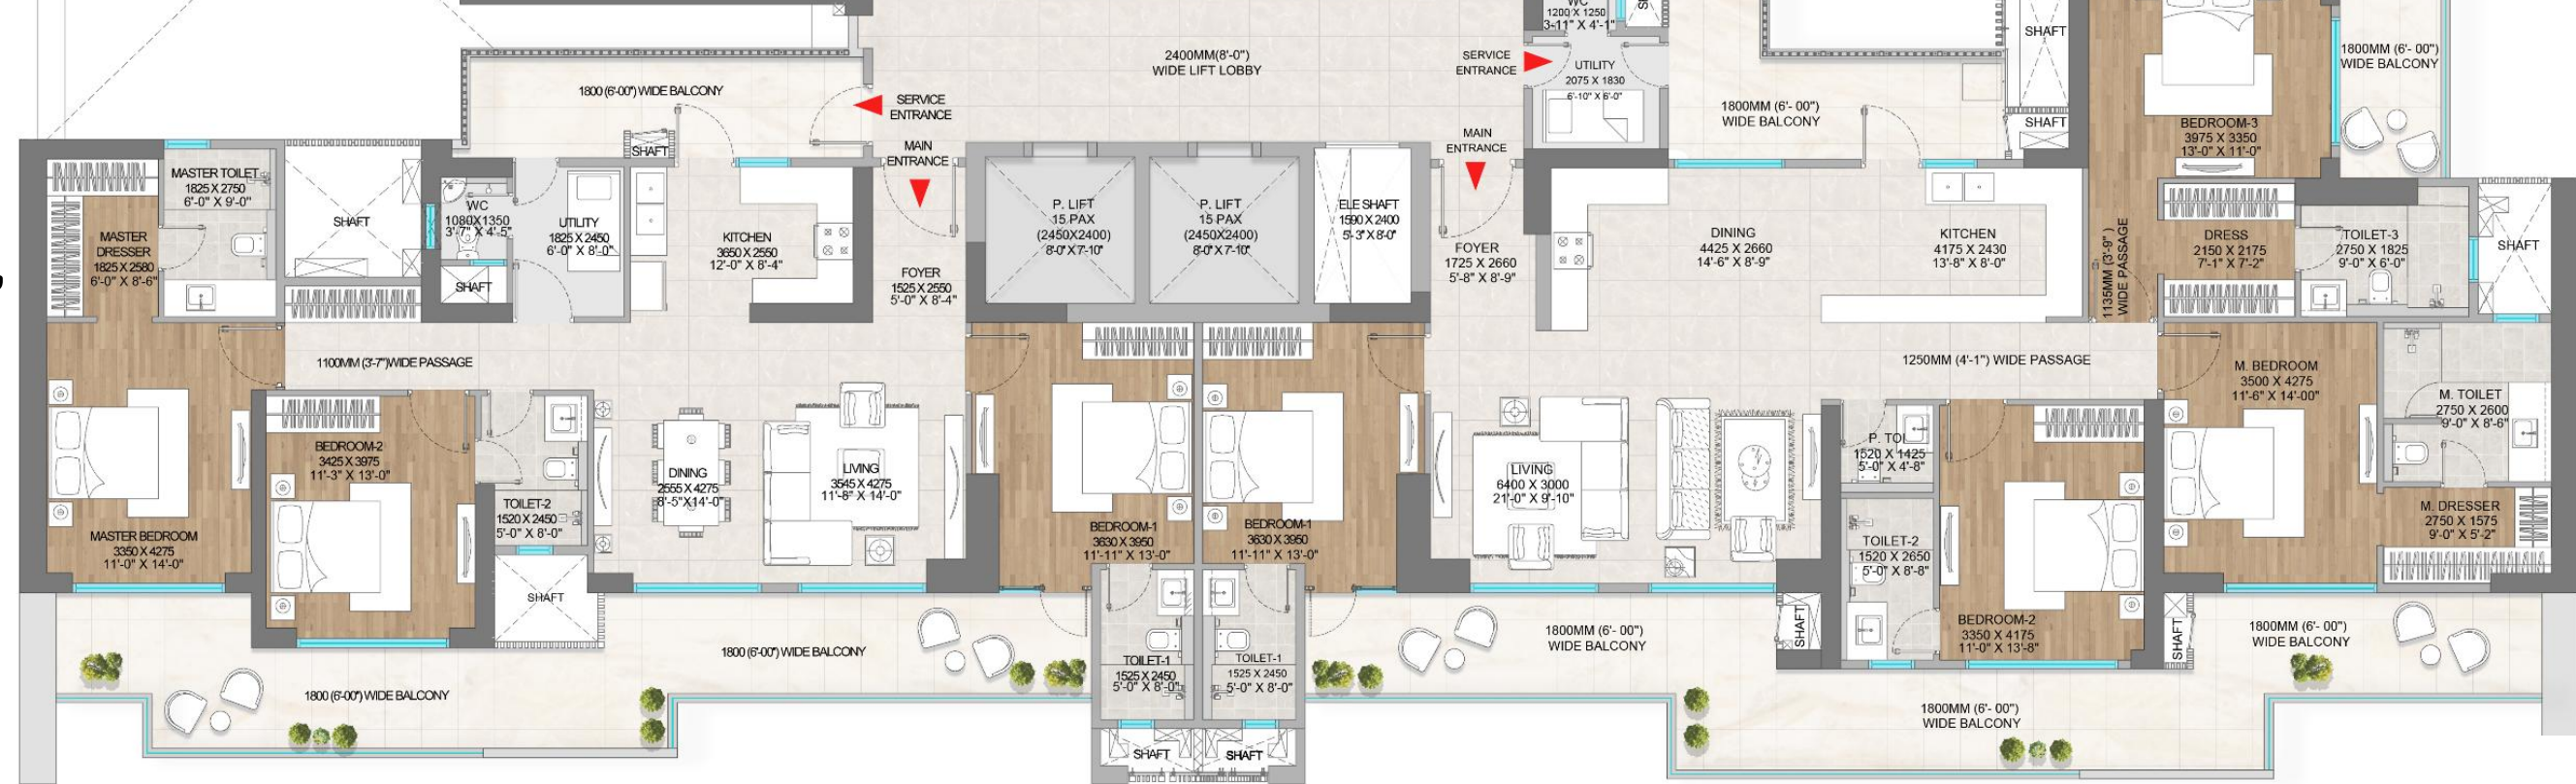 WC
1200 X 1250
3'-11" X 4'-1"
SHAFT
2400MM(8'-0")
WIDE LIFT LOBBY
SERVICE
ENTRANCE
UTILITY
2075 X 1830
6'-10" X 6'-0"
1800MM (6'- 00")
WIDE BALCONY
1800 (6'-00") WIDE BALCONY
SERVICE
ENTRANCE
1800MM (6'- 00")
WIDE BALCONY
SHAFT
BEDROOM-3
3975 X 3350
13'-0" X 11'-0"
SHAFT
MAIN
ENTRANCE
MAIN
ENTRANCE
MASTER TOILET
1825 X 2750
6'-0" X 9'-0"
SHAFT
MASTER
DRESSER
1825 X 2580
6'-0" X 8'-6"
WC
1080X1350
3'-7" X 4'-5"
SHAFT
UTILITY
1825 X 2450
6'-0" X 8'-0"
KITCHEN
3650 X 2550
12'-0" X 8'-4"
FOYER
1525 X 2550
5'-0" X 8'-4"
P. LIFT
15 PAX
(2450X2400)
8'-0" X 7'-10"
P. LIFT
15 PAX
(2450X2400)
8'-0" X 7'-10"
ELE SHAFT
1590 X 2400
5'-3" X 8'-0"
FOYER
1725 X 2660
5'-8" X 8'-9"
DINING
4425 X 2660
14'-6" X 8'-9"
KITCHEN
4175 X 2430
13'-8" X 8'-0"
1135MM (3'-9" )
WIDE PASSAGE
DRESS
2150 X 2175
7'-1" X 7'-2"
TOILET-3
2750 X 1825
9'-0" X 6'-0"
SHAFT
1100MM (3'-7")WIDE PASSAGE
1250MM (4'-1") WIDE PASSAGE
M. BEDROOM
3500 X 4275
11'-6" X 14'-00"
M. TOILET
2750 X 2600
9'-0" X 8'-6"
BEDROOM-2
3425 X 3975
11'-3" X 13'-0"
DINING
2555 X 4275
8'-5"X14'-0"
LIVING
3545 X 4275
11'-8" X 14'-0"
LIVING
6400 X 3000
21'-0" X 9'-10"
P. TOI
1520 X 1425
5'-0" X 4'-8"
TOILET-2
1520 X 2450
5'-0" X 8'-0"
MASTER BEDROOM
3350 X 4275
11'-0" X 14'-0"
BEDROOM-1
3630 X 3950
11'-11" X 13'-0"
BEDROOM-1
3630 X 3950
11'-11" X 13'-0"
TOILET-2
1520 X 2650
5'-0" X 8'-8"
M. DRESSER
2750 X 1575
9'-0" X 5'-2"
SHAFT
SHAFT
BEDROOM-2
3350 X 4175
11'-0" X 13'-8"
SHAFT
1800 (6'-00") WIDE BALCONY
1800MM (6'- 00")
WIDE BALCONY
1800MM (6'- 00")
WIDE BALCONY
TOILET-1
1525 X 2450
5'-0" X 8'-0"
TOILET-1
1525 X 2450
5'-0" X 8'-0"
1800 (6'-00") WIDE BALCONY
1800MM (6'- 00")
WIDE BALCONY
SHAFT
SHAFT